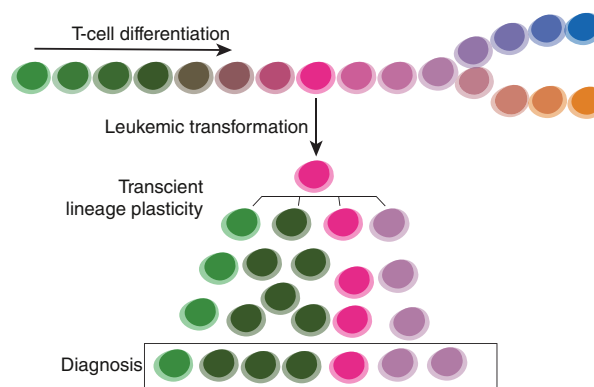 T-cell differentiation
Leukemic transformation
Transcient
lineage plasticity
Diagnosis